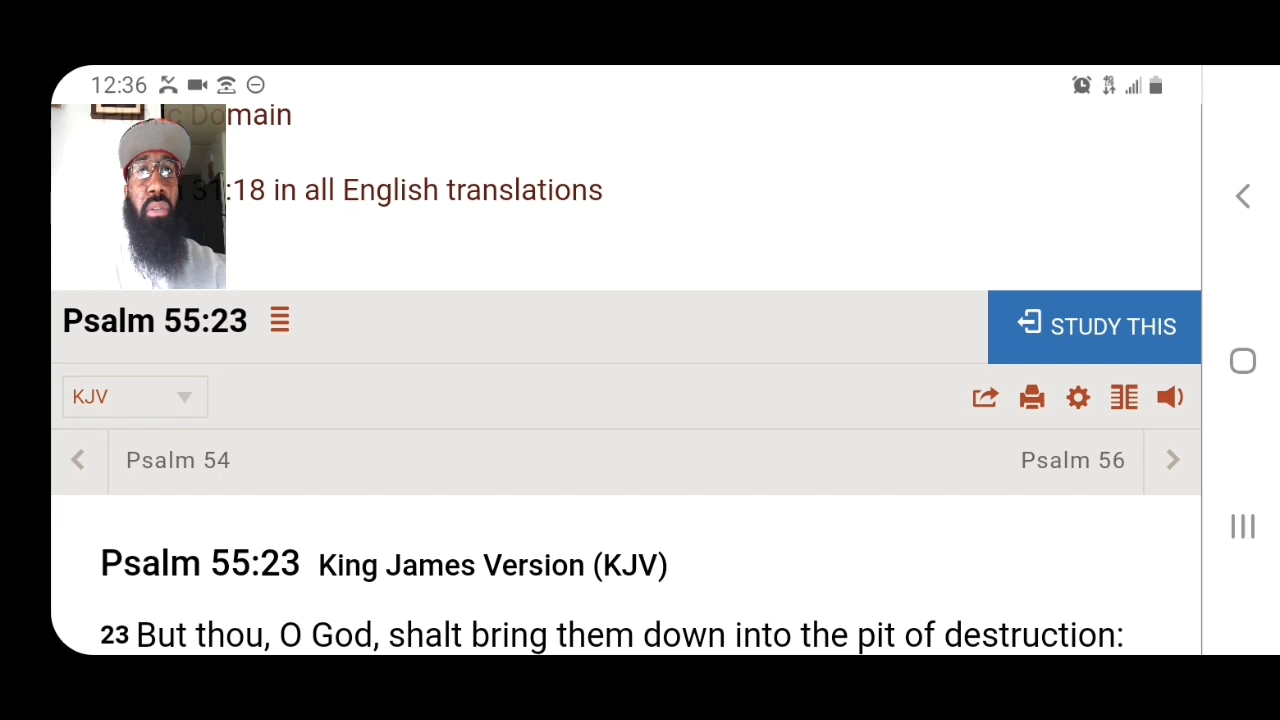 12:36
Domain
31:18 in all English translations
Psalm 55:23
STUDY THIS
KJV
Psalm 54
Psalm 56
Psalm 55:23 King James Version (KJV)
23 But thou, O God, shalt bring them down into the pit of destruction: